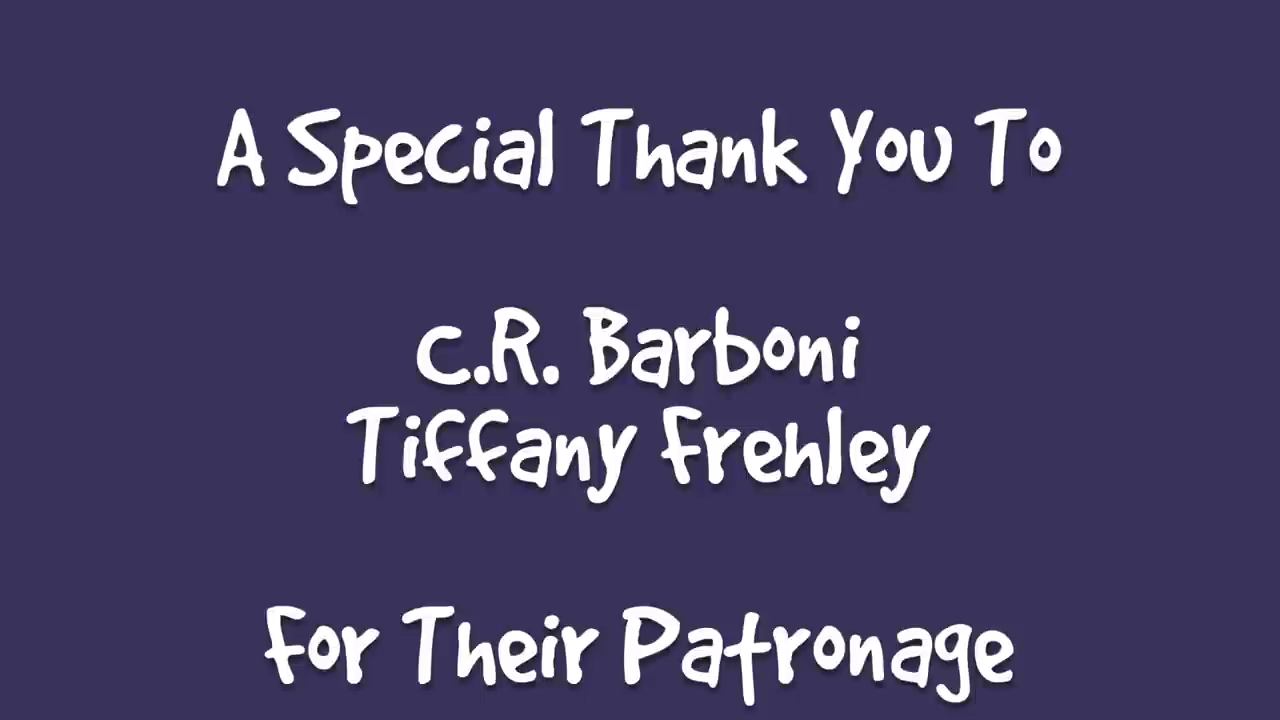 A Special Thank You To
C.R. Barboni
Tiffany Frehley
For Their Patronage